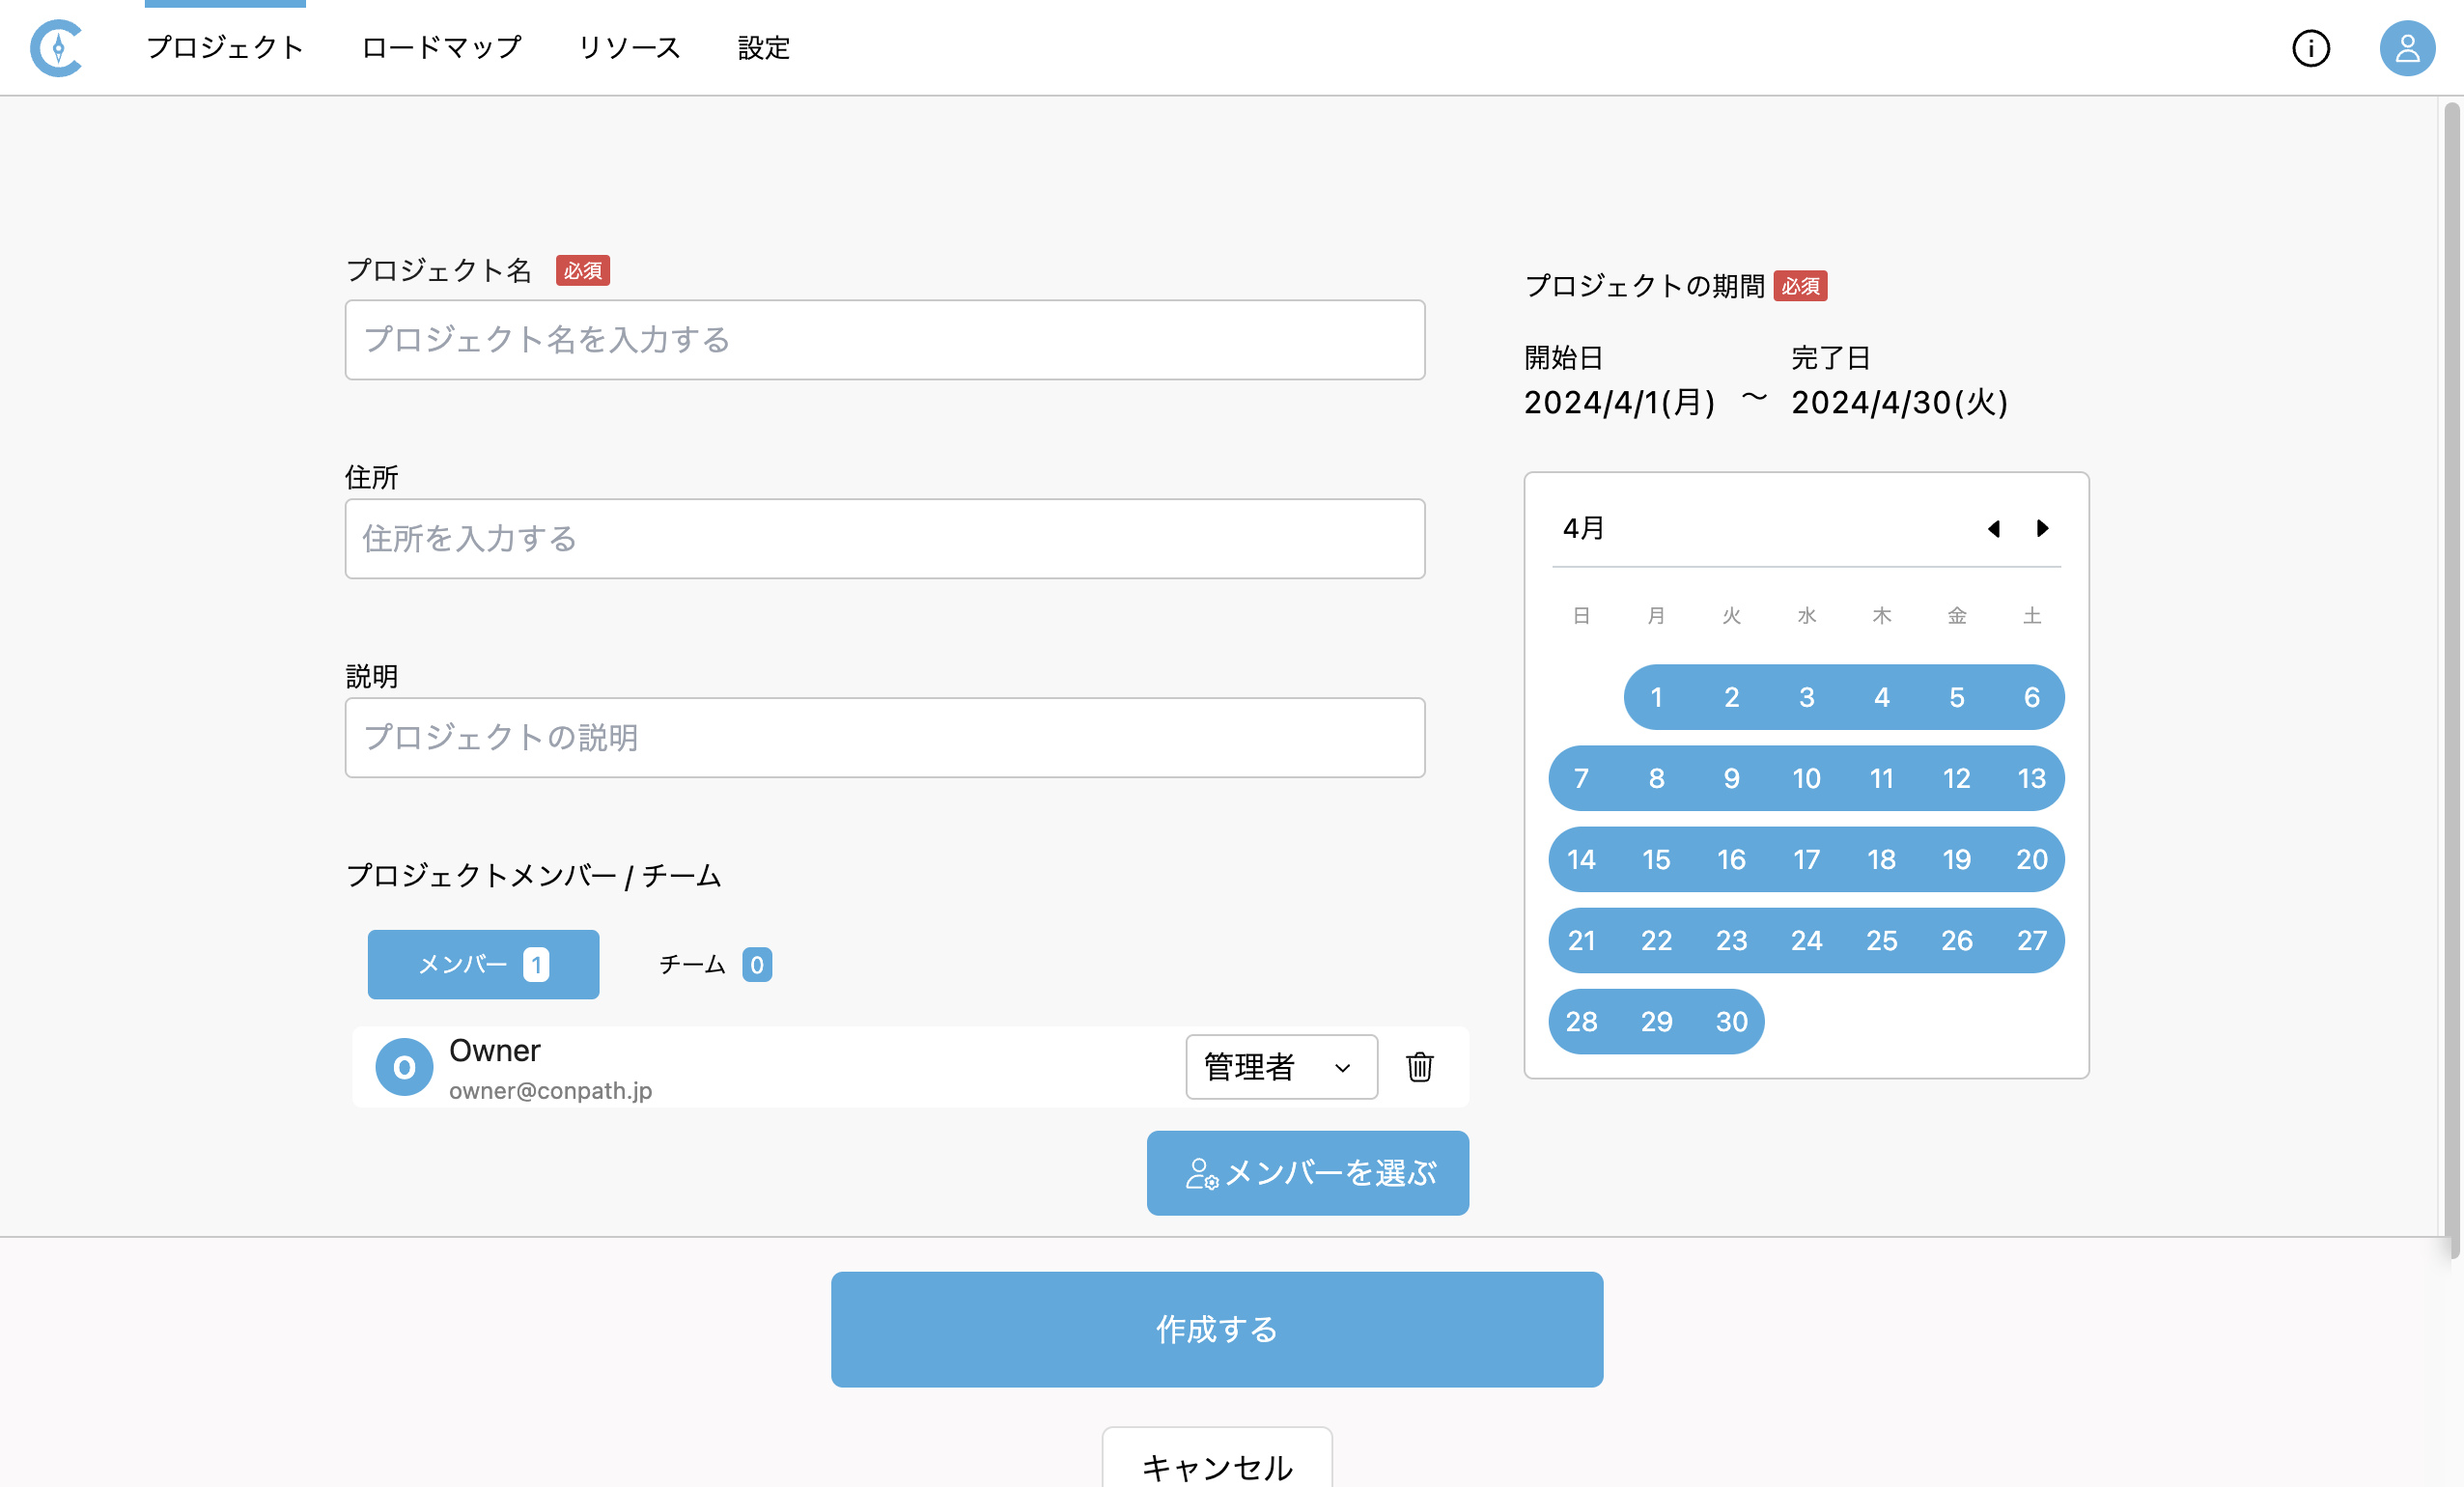 プロジェクト ロードマップ リソース 設定
プロジェクト名 必須
プロジェクト名を入力する
住所
住所を入力する
説明
プロジェクトの説明
プロジェクトメンバー / チーム
メンバー 1 チーム 0
O Owner
owner@conpath.jp
管理者
メンバーを選ぶ
プロジェクトの期間 必須
開始日 完了日
2024/4/1(月) 〜 2024/4/30(火)
4月
日 月 火 水 木 金 土
1 2 3 4 5 6
7 8 9 10 11 12 13
14 15 16 17 18 19 20
21 22 23 24 25 26 27
28 29 30
作成する
キャンセル